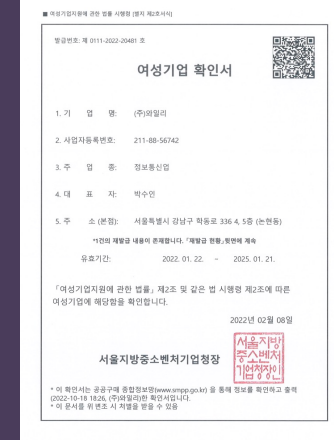 ■ 여성기업지원에 관한 법률 시행령 [별지 제2호서식]
발급번호: 제 0111-2022-20481 호
여성기업 확인서
1. 기 업 명: (주)와일리
2. 사업자등록번호: 211-88-56742
3. 주 업 종: 정보통신업
4. 대 표 자: 박수인
5. 주 소 (본점): 서울특별시 강남구 학동로 336 4, 5층 (논현동)
*1건의 재발급 내용이 존재합니다. 「재발급 현황」뒷면에 계속
유효기간: 2022. 01. 22. ~ 2025. 01. 21.
「여성기업지원에 관한 법률」 제2조 및 같은 법 시행령 제2조에 따른
여성기업에 해당함을 확인합니다.
2022년 02월 08일
서울지방중소벤처기업청장
서울지방
중소벤처
기업청장인
* 이 확인서는 공공구매 종합정보망(www.smpp.go.kr) 을 통해 정보를 확인하고 출력
(2022-10-18 18:26, (주)와일리)한 확인서입니다.
* 이 문서를 위·변조 시 처벌을 받을 수 있음